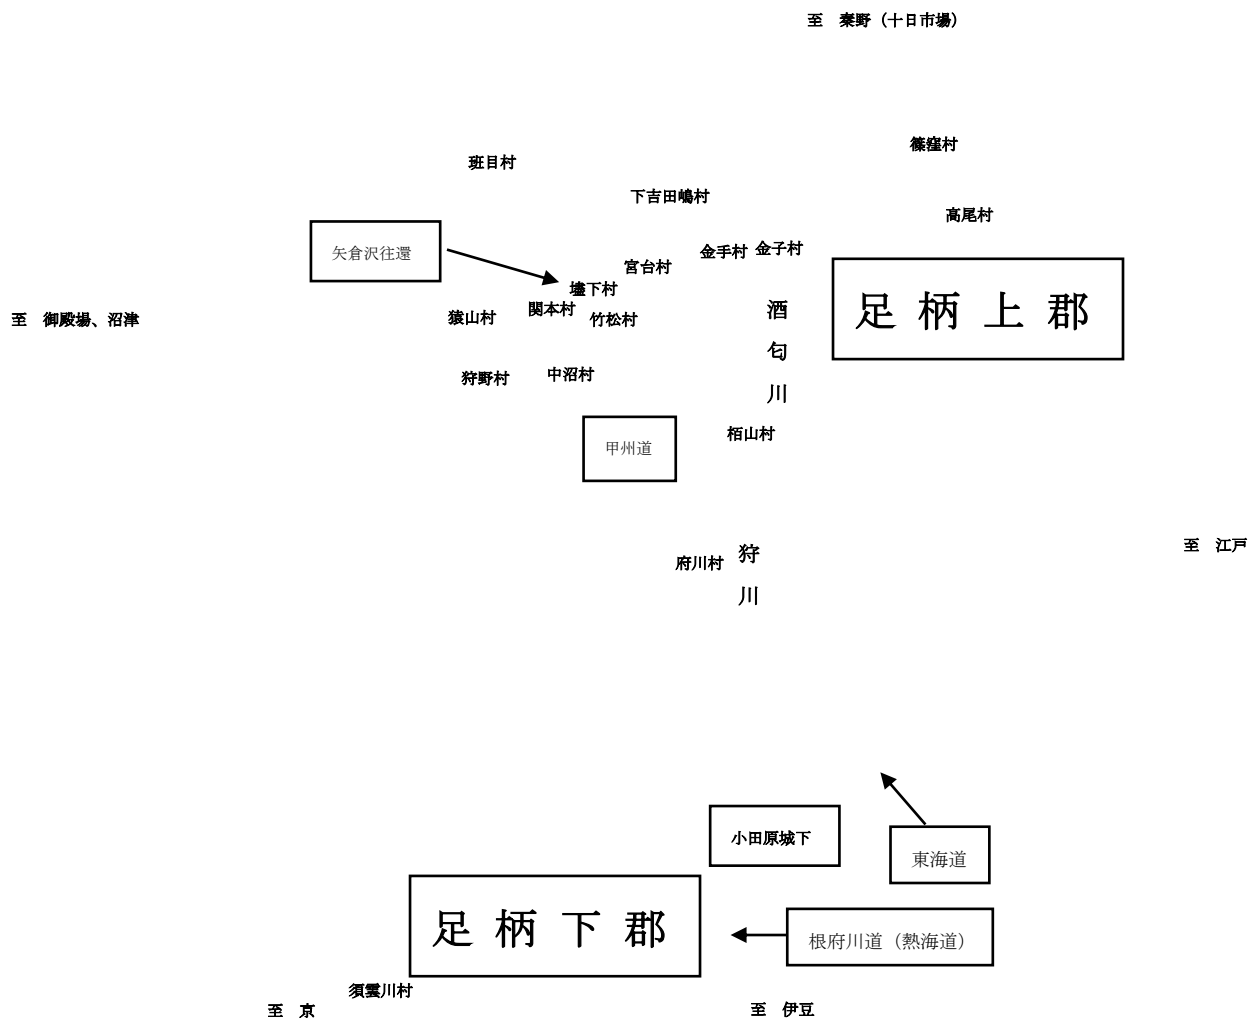 至　秦野（十日市場）
篠窪村
班目村
下吉田嶋村
高尾村
矢倉沢往還
金手村
金子村
宮台村
壗下村
関本村
竹松村
猿山村
至　御殿場、沼津
酒匂川
足柄上郡
狩野村
中沼村
甲州道
栢山村
至　江戸
府川村
狩川
小田原城下
東海道
足柄下郡
根府川道（熱海道）
須雲川村
至　京
至　伊豆